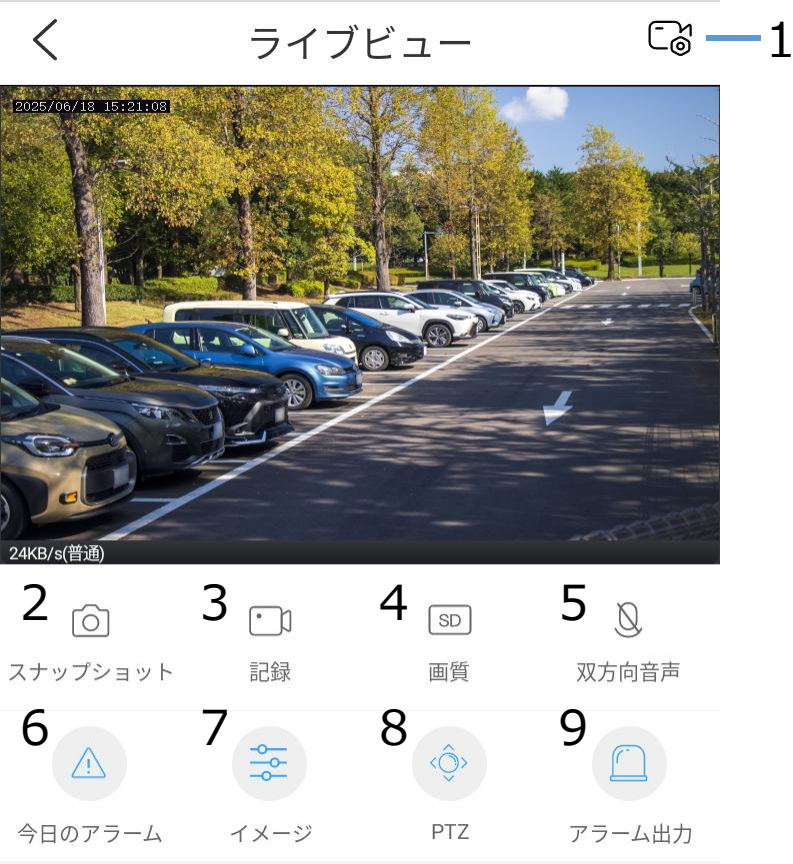 ライブビュー
1
2025/06/18 15:21:08
24KB/s(普通)
2
3
4
SD
5
スナップショット
記録
画質
双方向音声
6
7
8
9
今日のアラーム
イメージ
PTZ
アラーム出力